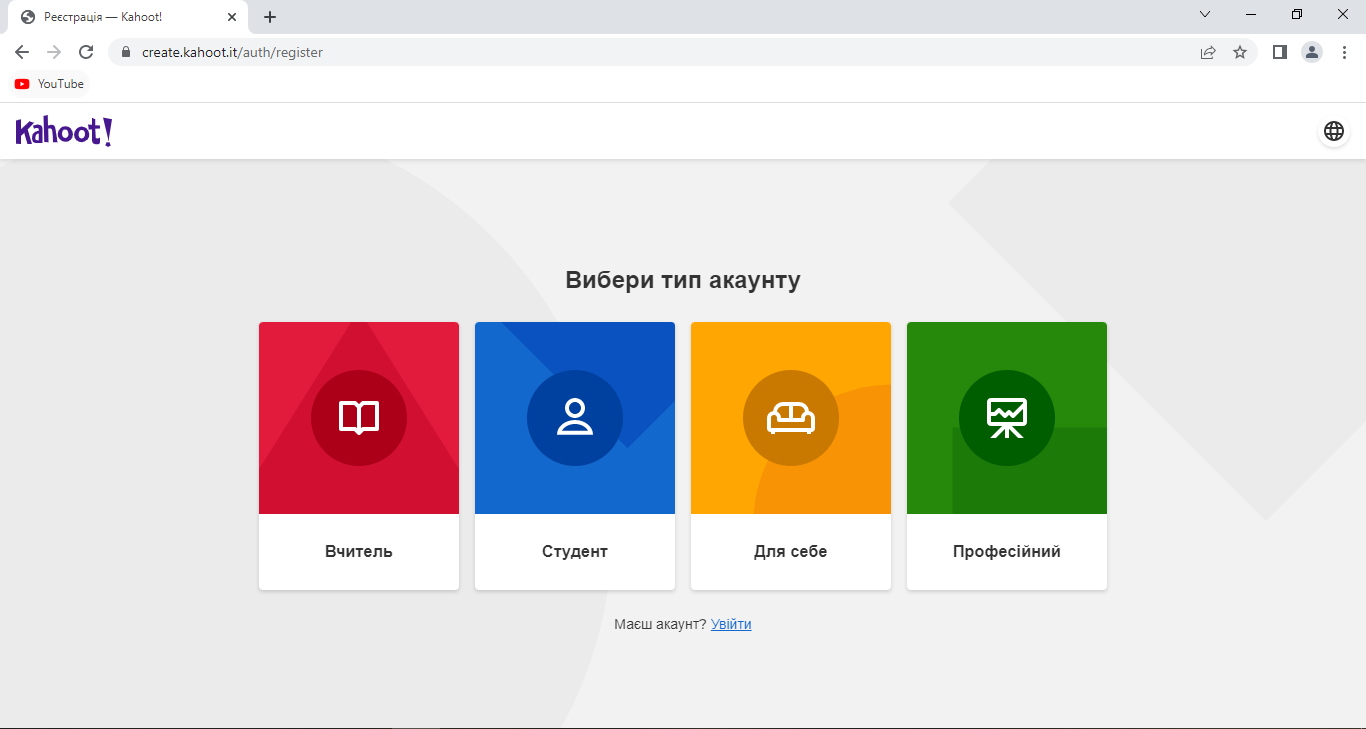 Реєстрація — Kahoot!
create.kahoot.it/auth/register
YouTube
Kahoot!
Вибери тип акаунту
Вчитель
Студент
Для себе
Професійний
Маєш акаунт? Увійти